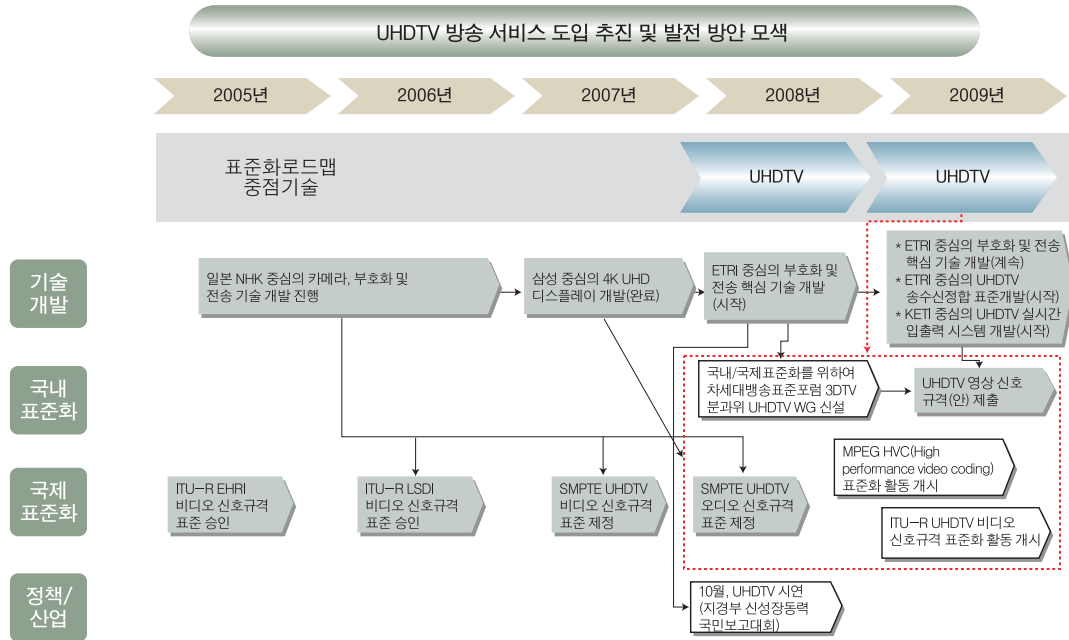 UHDTV 방송 서비스 도입 추진 및 발전 방안 모색
2005년
2006년
2007년
2008년
2009년
표준화로드맵
중점기술
UHDTV
UHDTV
기술
개발
일본 NHK 중심의 카메라, 부호화 및
전송 기술 개발 진행
삼성 중심의 4K UHD
디스플레이 개발(완료)
ETRI 중심의 부호화 및
전송 핵심 기술 개발
(시작)
* ETRI 중심의 부호화 및 전송
핵심 기술 개발(계속)
* ETRI 중심의 UHDTV
송수신정합 표준개발(시작)
* KETI 중심의 UHDTV 실시간
입출력 시스템 개발(시작)
국내
표준화
국내/국제표준화를 위하여
차세대뱅송표준포럼 3DTV
분과위 UHDTV WG 신설
UHDTV 영상 신호
규격(안) 제출
국제
표준화
ITU-R EHRI
비디오 신호규격
표준 승인
ITU-R LSDI
비디오 신호규격
표준 승인
SMPTE UHDTV
비디오 신호규격
표준 제정
SMPTE UHDTV
오디오 신호규격
표준 제정
MPEG HVC(High
performance video coding)
표준화 활동 개시
ITU-R UHDTV 비디오
신호규격 표준화 활동 개시
정책/
산업
10월, UHDTV 시연
(지경부 신성장동력
국민보고대회)